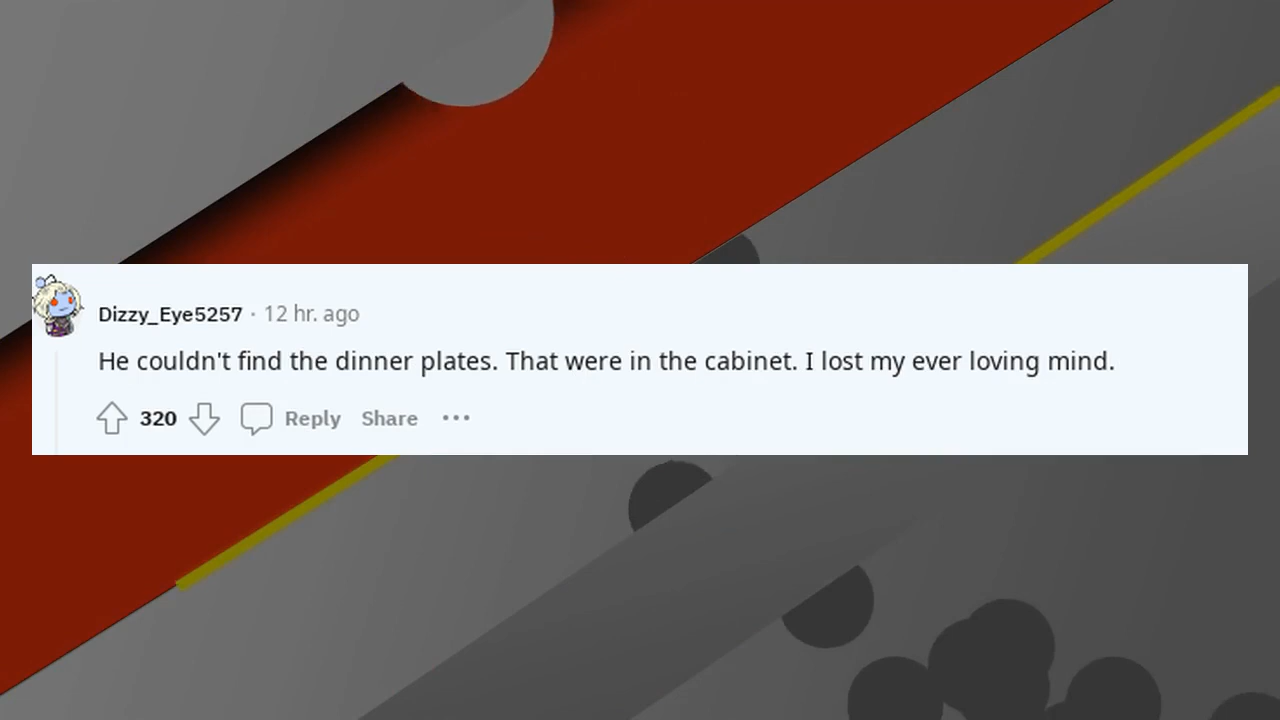 Dizzy_Eye5257 · 12 hr. ago
He couldn't find the dinner plates. That were in the cabinet. I lost my ever loving mind.
320 Reply Share ···